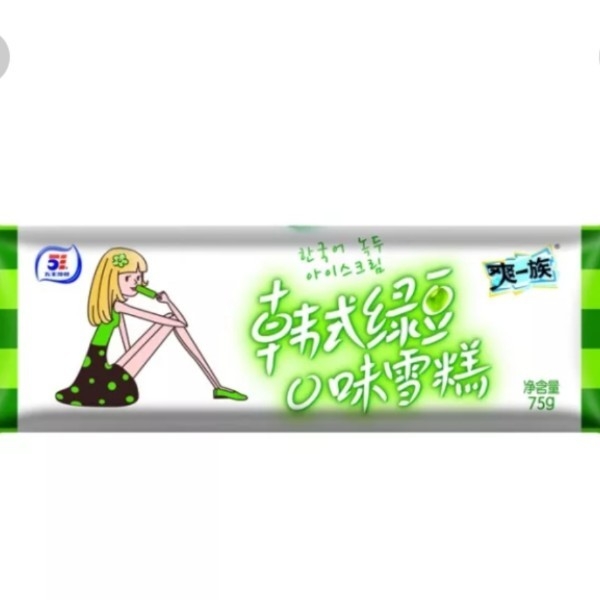 한국어 녹두
아이스크림
爽一族
韩式绿豆
口味雪糕
净含量
75g